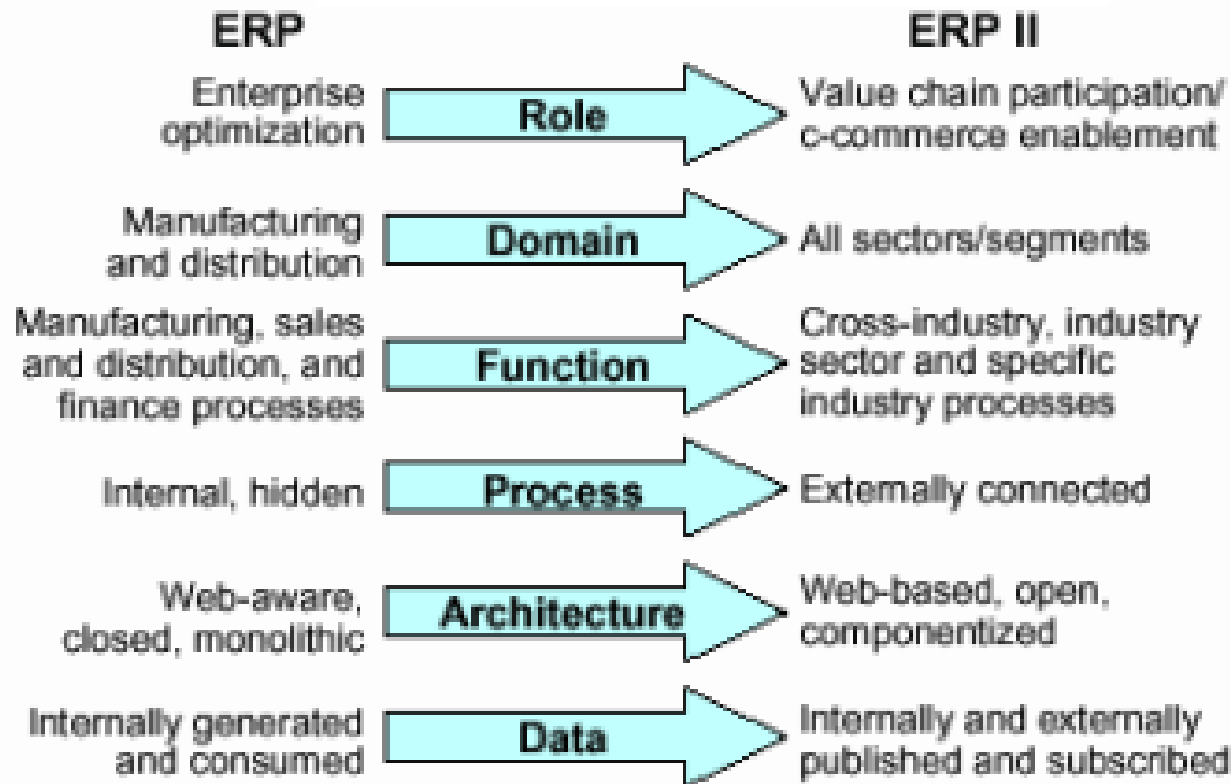 ERP
ERP II
Enterprise
optimization
Role
Value chain participation/
c-commerce enablement
Manufacturing
and distribution
Domain
All sectors/segments
Manufacturing, sales
and distribution, and
finance processes
Function
Cross-industry, industry
sector and specific
industry processes
Internal, hidden
Process
Externally connected
Web-aware,
closed, monolithic
Architecture
Web-based, open,
componentized
Internally generated
and consumed
Data
Internally and externally
published and subscribed